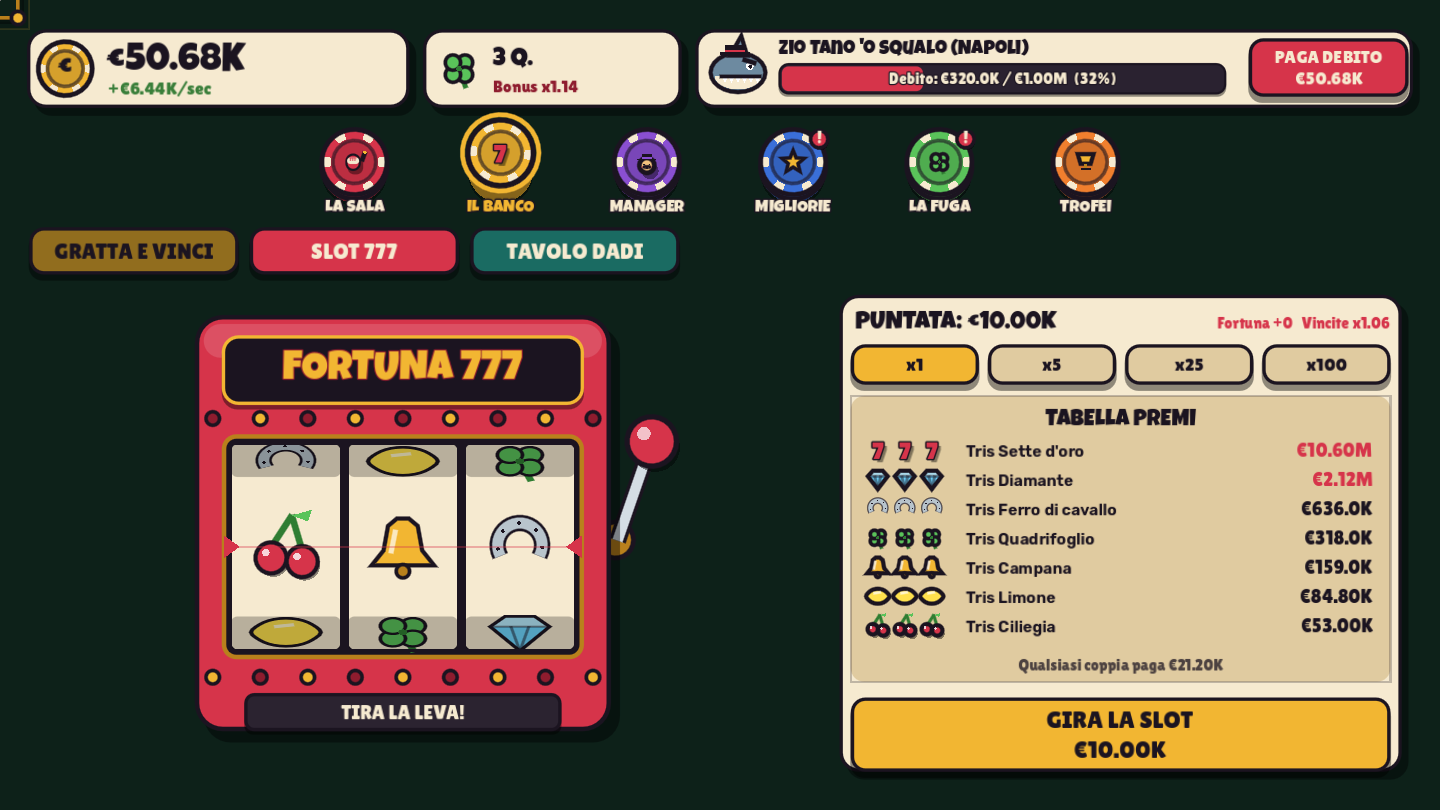 €50.68K
+€6.44K/sec
3 Q.
Bonus x1.14
ZIO TANO 'O SQUALO (NAPOLI)
Debito: €320.0K / €1.00M (32%)
PAGA DEBITO
€50.68K
LA SALA
IL BANCO
MANAGER
MIGLIORIE
LA FUGA
TROFEI
GRATTA E VINCI
SLOT 777
TAVOLO DADI
FORTUNA 777
TIRA LA LEVA!
PUNTATA: €10.00K
Fortuna +0 Vincite x1.06
x1
x5
x25
x100
TABELLA PREMI
7 7 7 Tris Sette d'oro €10.60M
Tris Diamante €2.12M
Tris Ferro di cavallo €636.0K
Tris Quadrifoglio €318.0K
Tris Campana €159.0K
Tris Limone €84.80K
Tris Ciliegia €53.00K
Qualsiasi coppia paga €21.20K
GIRA LA SLOT
€10.00K